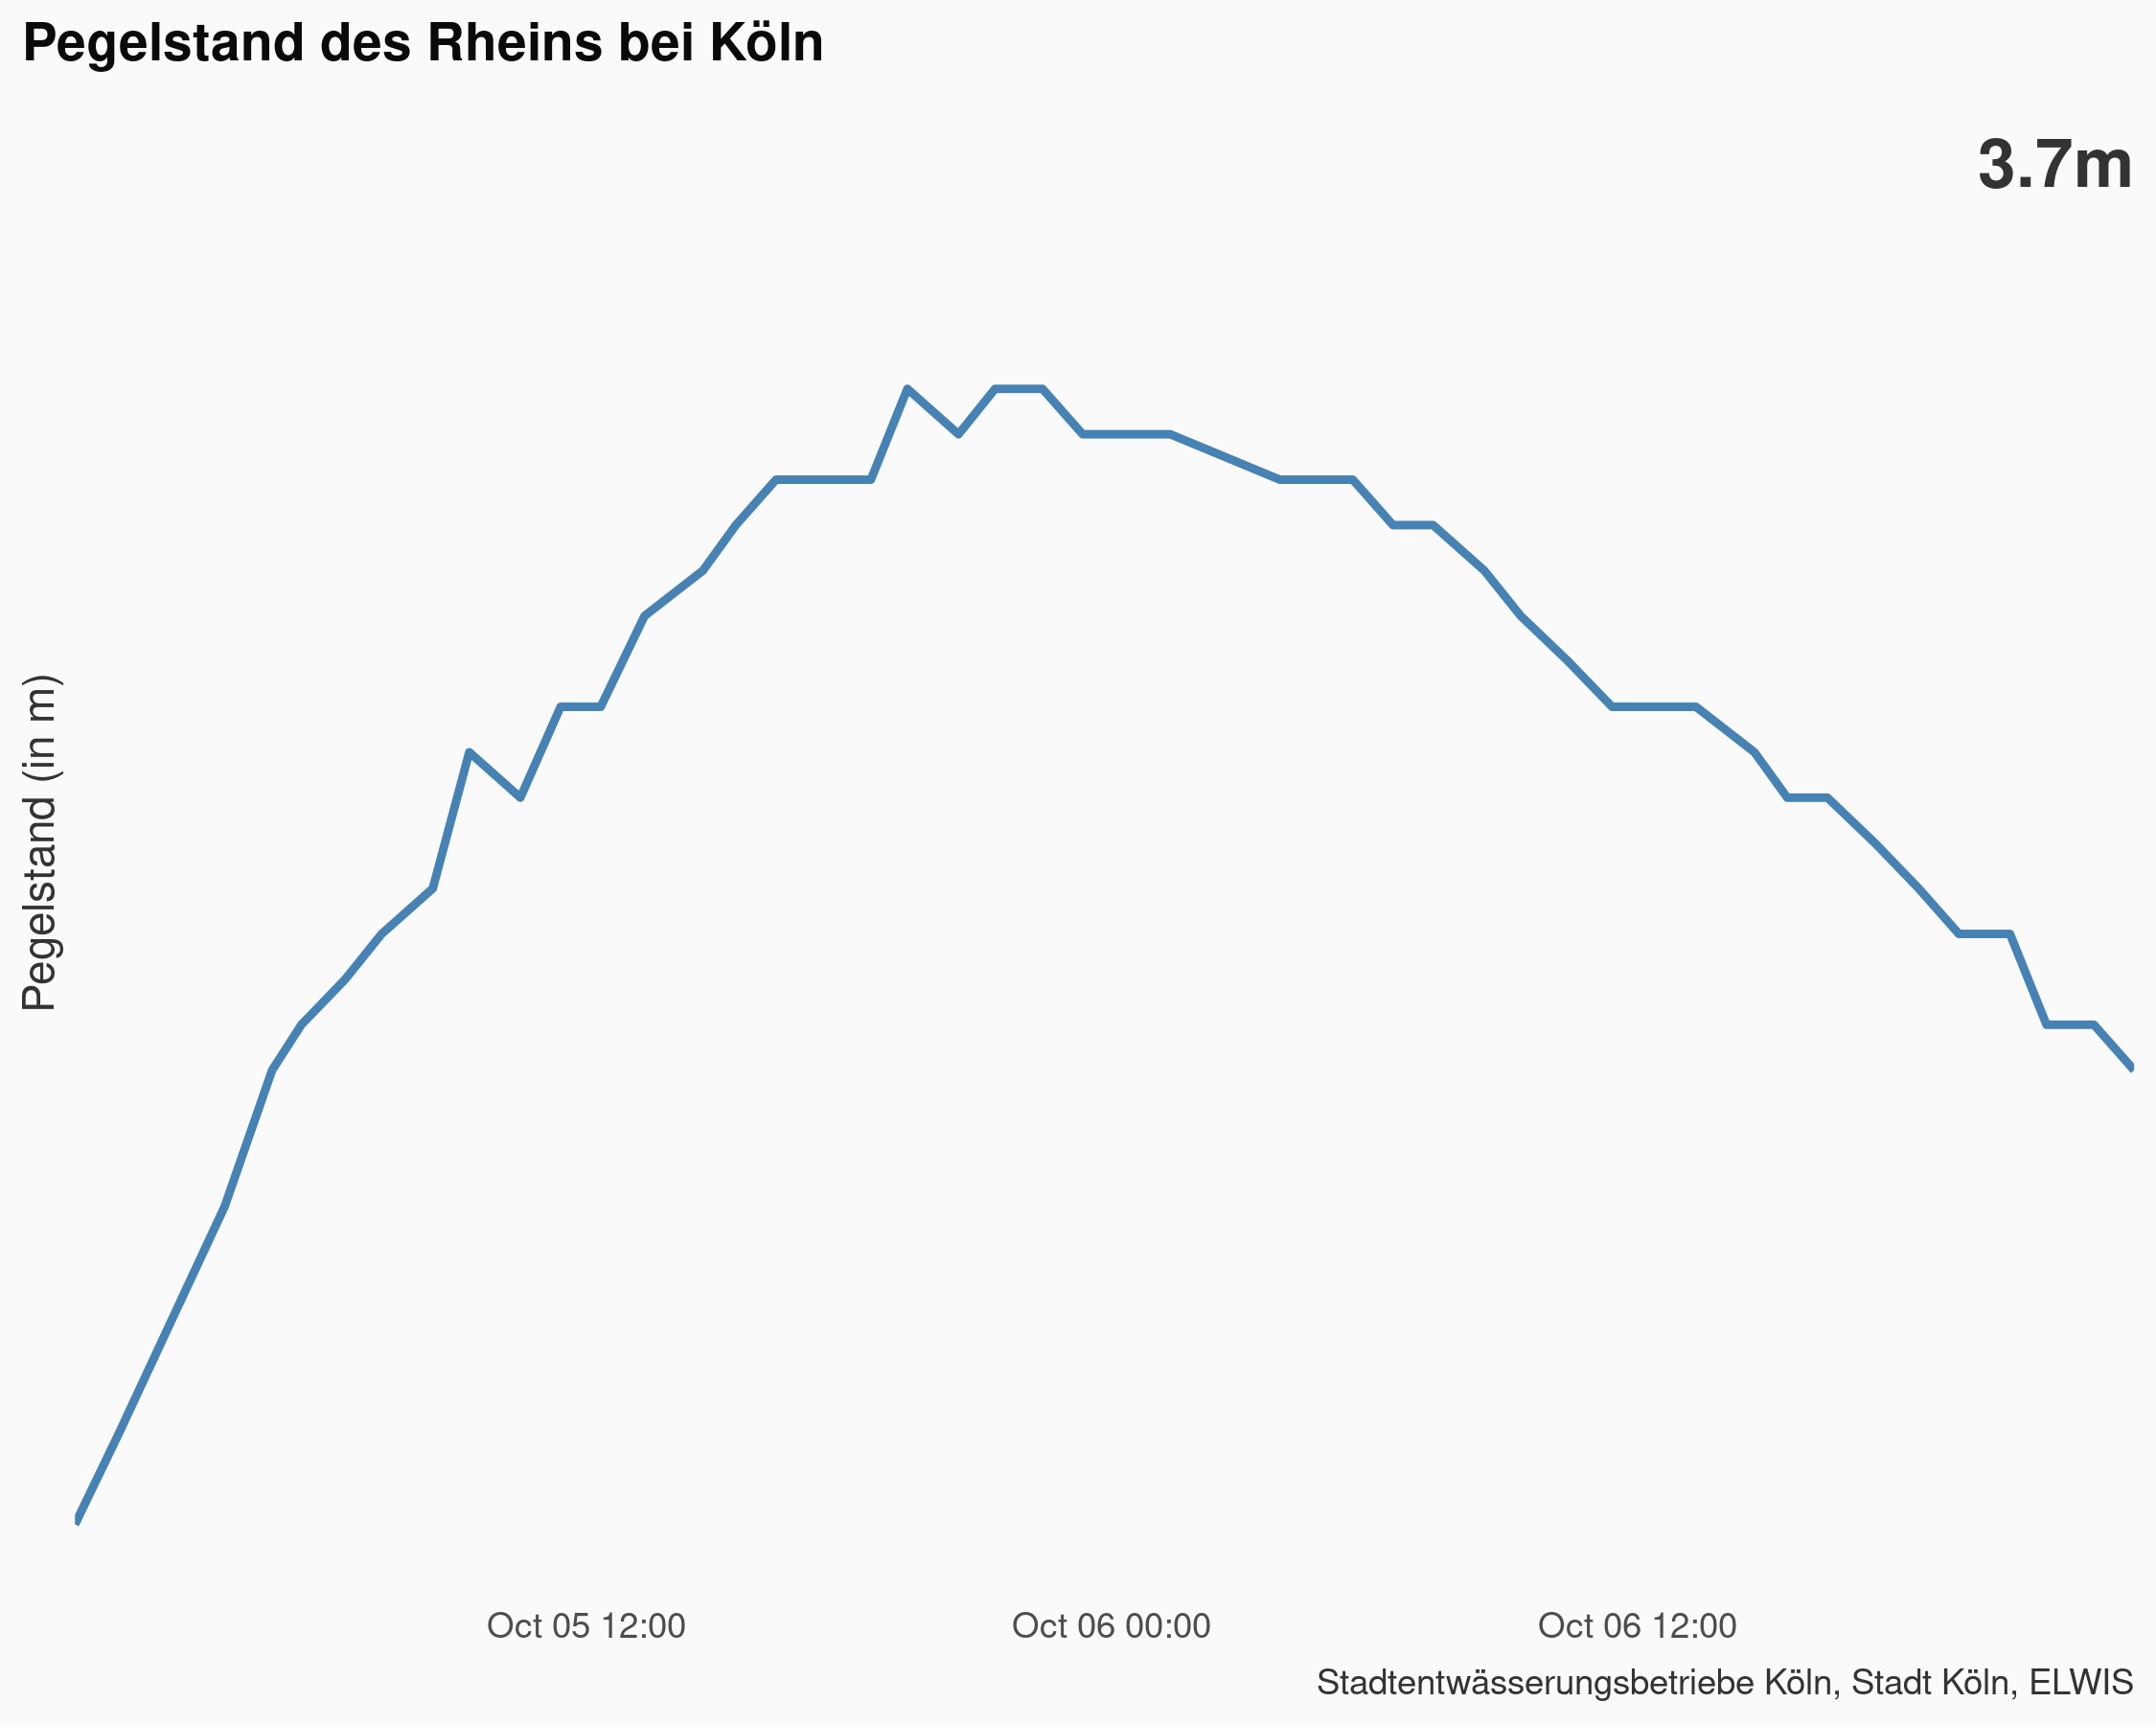 Pegelstand des Rheins bei Köln
3.7m
Pegelstand (in m)
Oct 05 12:00
Oct 06 00:00
Oct 06 12:00
Stadtentwässerungsbetriebe Köln, Stadt Köln, ELWIS